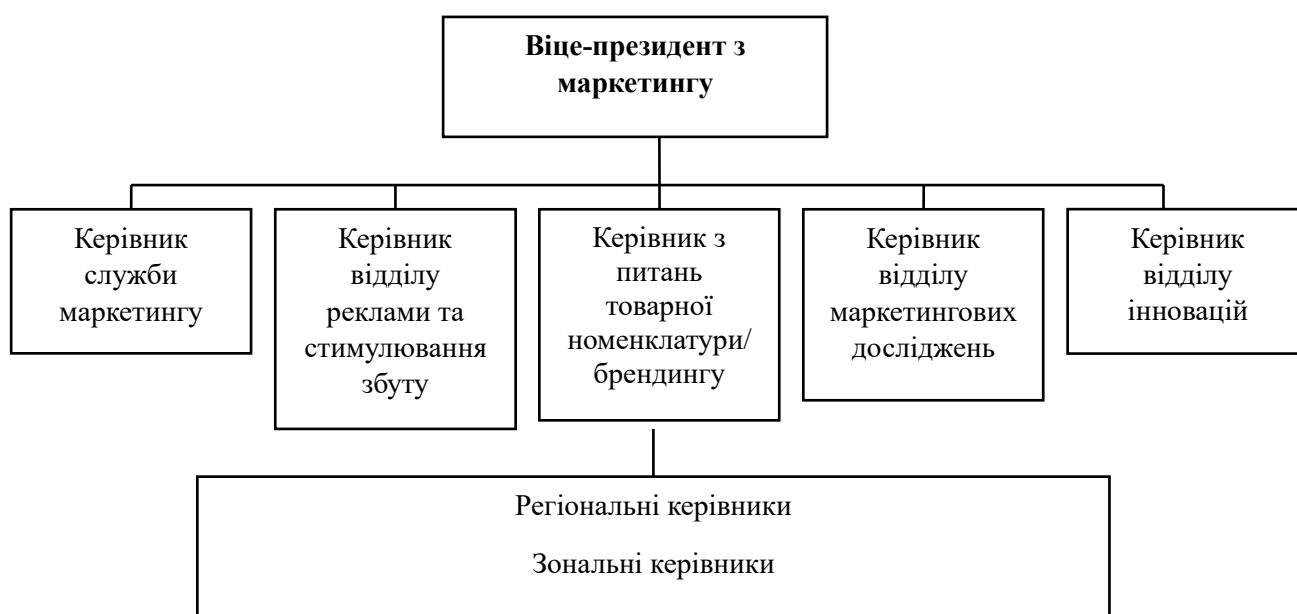 Віце-президент з
маркетингу
Керівник
служби
маркетингу
Керівник
відділу
реклами та
стимулювання
збуту
Керівник з
питань
товарної
номенклатури/
брендингу
Керівник
відділу
маркетингових
досліджень
Керівник
відділу
інновацій
Регіональні керівники
Зональні керівники